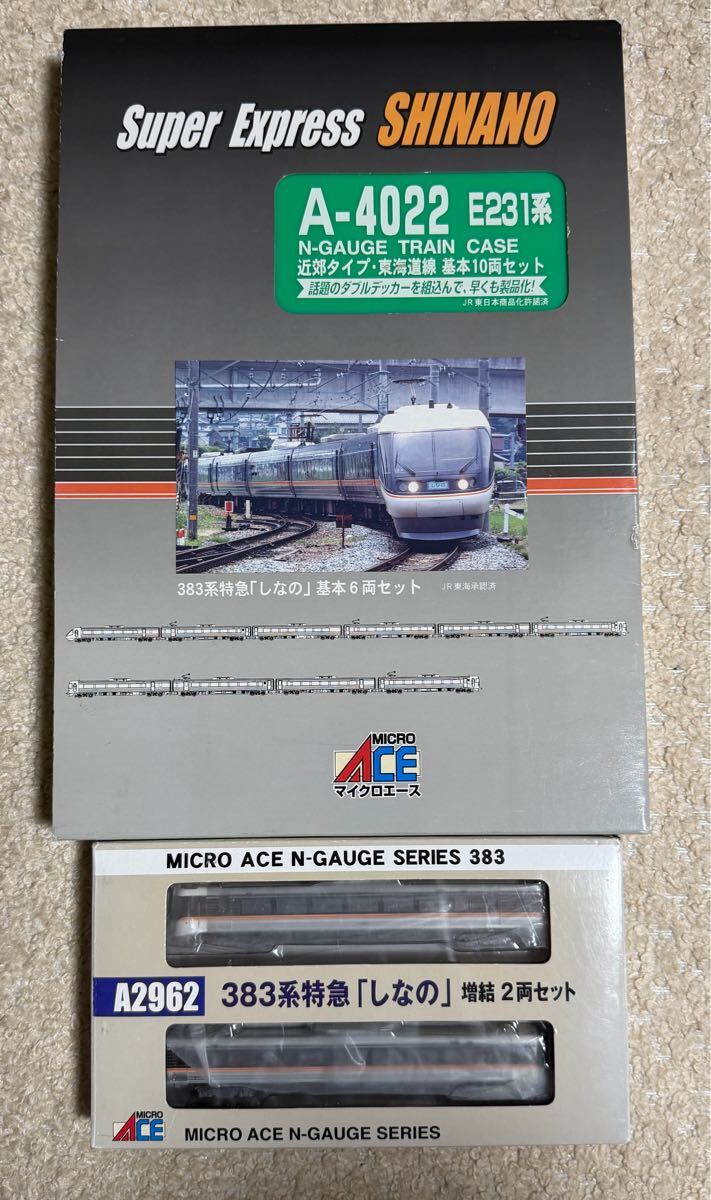 Super Express SHINANO
A-4022 E231系
N-GAUGE TRAIN CASE
近郊タイプ・東海道線 基本10両セット
話題のダブルデッカーを組込んで、早くも製品化!
JR東日本商品化許諾済
しなの
383系特急「しなの」基本6両セット JR東海承認済
MICRO
ACE
マイクロエース
MICRO ACE N-GAUGE SERIES 383
A2962 383系特急「しなの」増結 2両セット
MICRO
ACE
MICRO ACE N-GAUGE SERIES